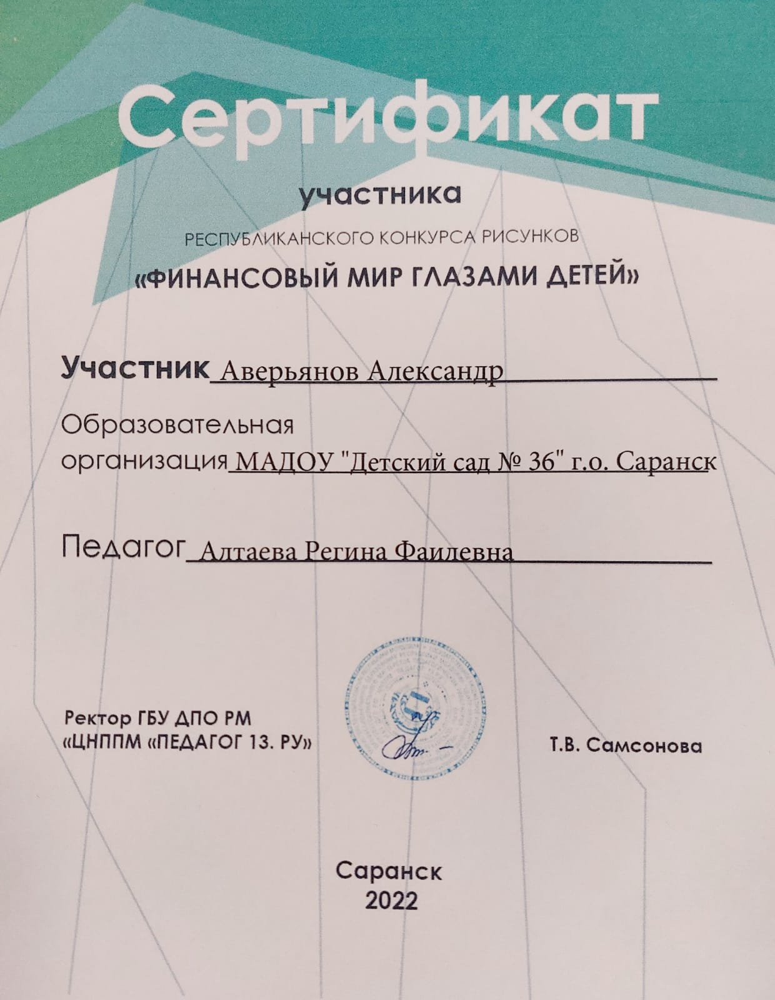 Сертификат
участника
РЕСПУБЛИКАНСКОГО КОНКУРСА РИСУНКОВ
«ФИНАНСОВЫЙ МИР ГЛАЗАМИ ДЕТЕЙ»
Участник Аверьянов Александр
Образовательная
организация МАДОУ "Детский сад № 36" г.о. Саранск
Педагог Алтаева Регина Фаилевна
Ректор ГБУ ДПО РМ
«ЦНППМ «ПЕДАГОГ 13. РУ»
Т.В. Самсонова
Саранск
2022